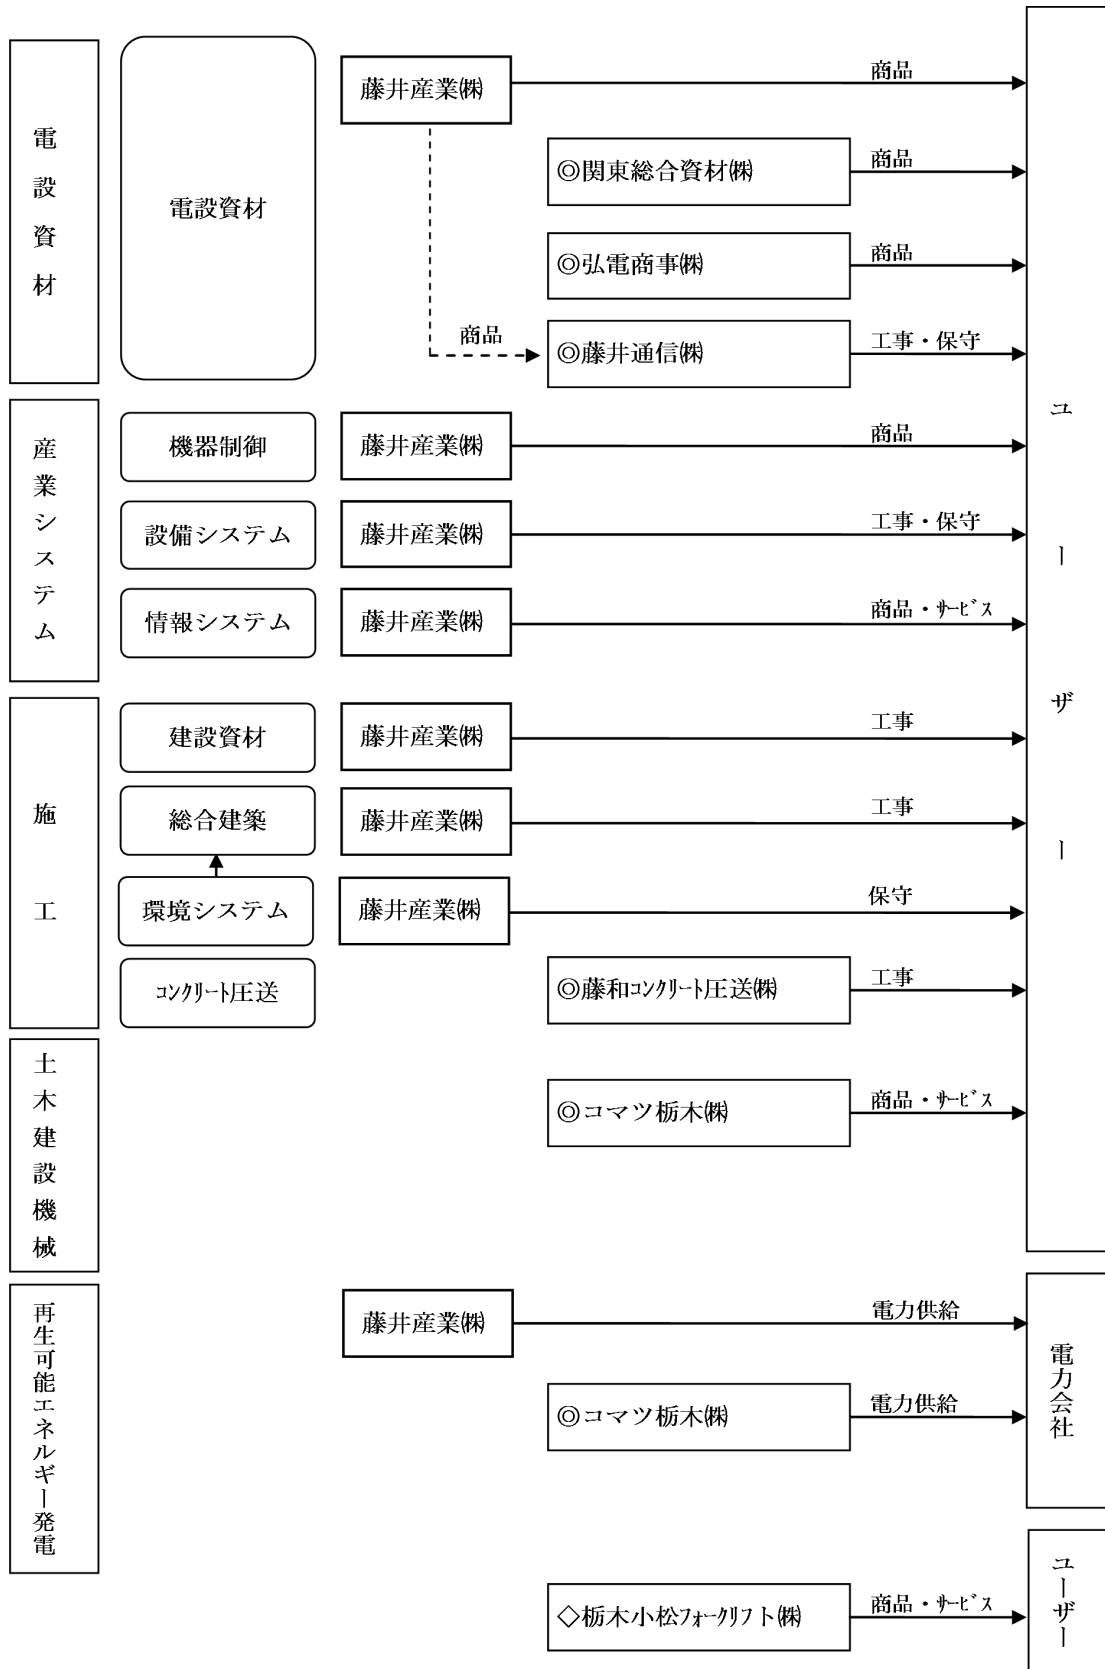 電設資材
電設資材
藤井産業㈱
商品
◎関東総合資材㈱
商品
◎弘電商事㈱
商品
商品
◎藤井通信㈱
工事・保守
産業システム
機器制御
藤井産業㈱
商品
設備システム
藤井産業㈱
工事・保守
情報システム
藤井産業㈱
商品・ｻｰﾋﾞｽ
施工
建設資材
藤井産業㈱
工事
総合建築
藤井産業㈱
工事
環境システム
藤井産業㈱
保守
ｺﾝｸﾘｰﾄ圧送
◎藤和ｺﾝｸﾘｰﾄ圧送㈱
工事
土木建設機械
◎コマツ栃木㈱
商品・ｻｰﾋﾞｽ
ユーザー
再生可能エネルギー発電
藤井産業㈱
電力供給
◎コマツ栃木㈱
電力供給
電力会社
◇栃木小松ﾌｫｰｸﾘﾌﾄ㈱
商品・ｻｰﾋﾞｽ
ユーザー